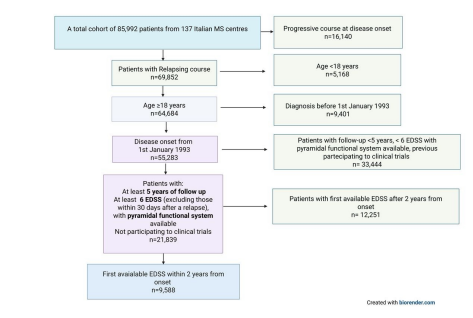 A total cohort of 85,992 patients from 137 Italian MS centres
Progressive course at disease onset
n=16,140
Patients with Relapsing course
n=69,852
Age <18 years
n=5,168
Age ≥18 years
n=64,684
Diagnosis before 1st January 1993
n=9,401
Disease onset from
1st January 1993
n=55,283
Patients with follow-up <5 years, < 6 EDSS with
pyramidal functional system available, previous
partecipating to clinical trials
n= 33,444
Patients with:
At least 5 years of follow up
At least 6 EDSS (excluding those
within 30 days after a relapse),
with pyramidal functional system
available
Not participating to clinical trials
n=21,839
Patients with first available EDSS after 2 years from
onset
n= 12,251
First avaialable EDSS within 2 years from
onset
n=9,588
Created with biorender.com